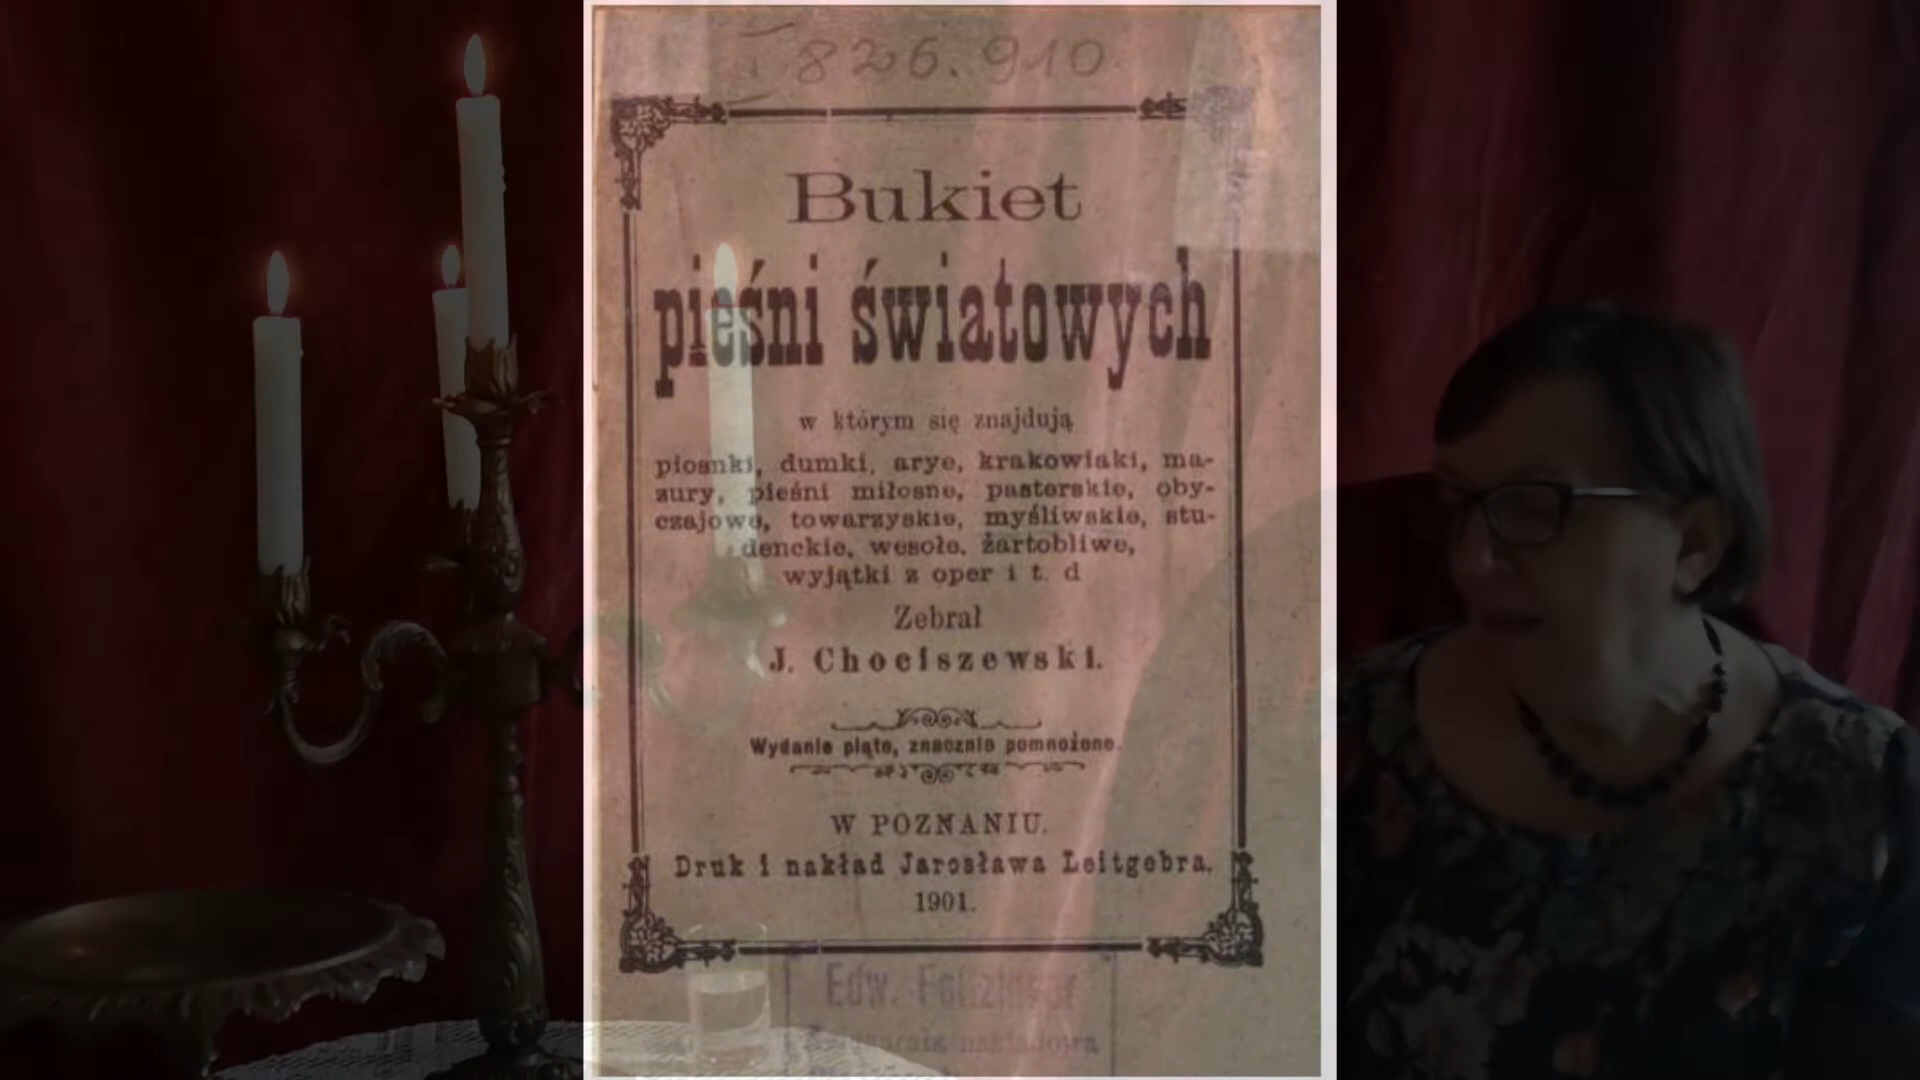 826.910
Bukiet
pieśni światowych
w którym się znajdują
piosnki, dumki, arye, krakowiaki, ma-
zury, pieśni miłosne, pasterskie, oby-
czajowe, towarzyskie, myśliwskie, stu-
denckie, wesołe, żartobliwe,
wyjątki z oper i t. d
Zebrał
J. Chociszewski.
Wydanie piąte, znacznie pomnożone.
W POZNANIU.
Druk i nakład Jarosława Leitgebra.
1901.
Edw.
nakładowa